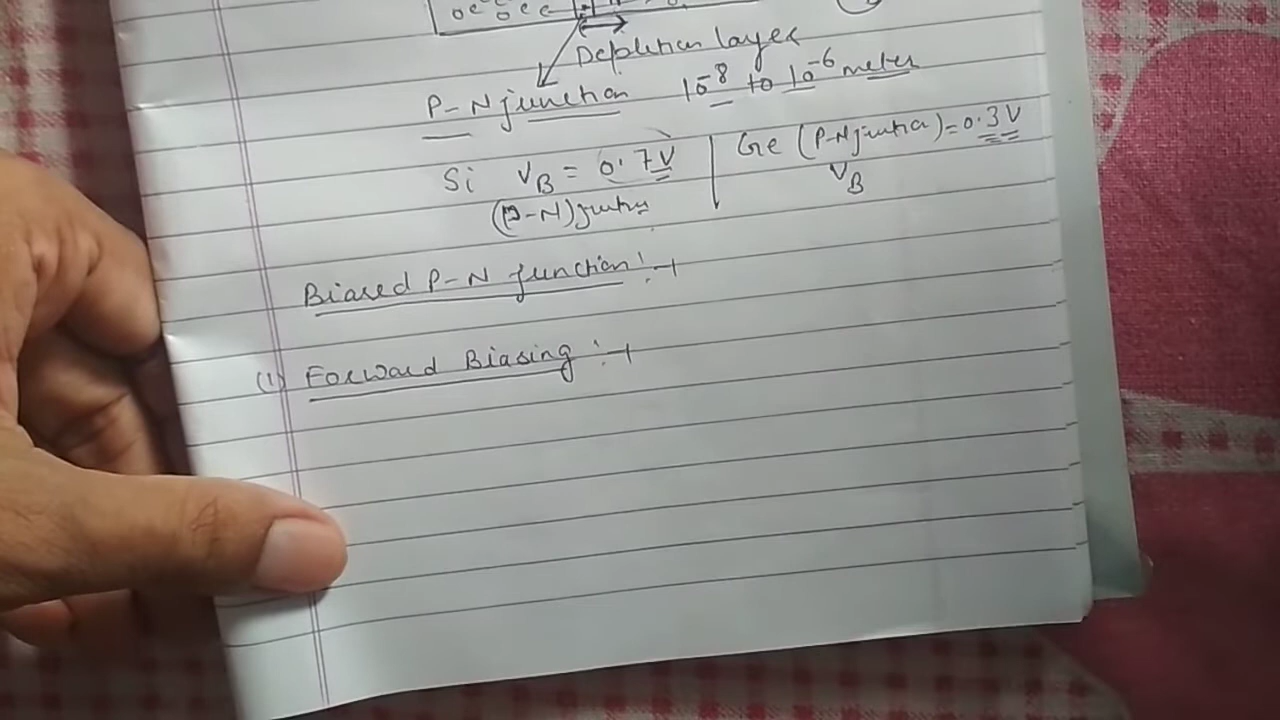 Depletion layer
P-N junction 10⁻⁸ to 10⁻⁶ meter
Si V_B = 0.7V | Ge (P-N junction) = 0.3V
(P-N) junction V_B
Biased P-N junction :-
(1) Forward Biasing :-